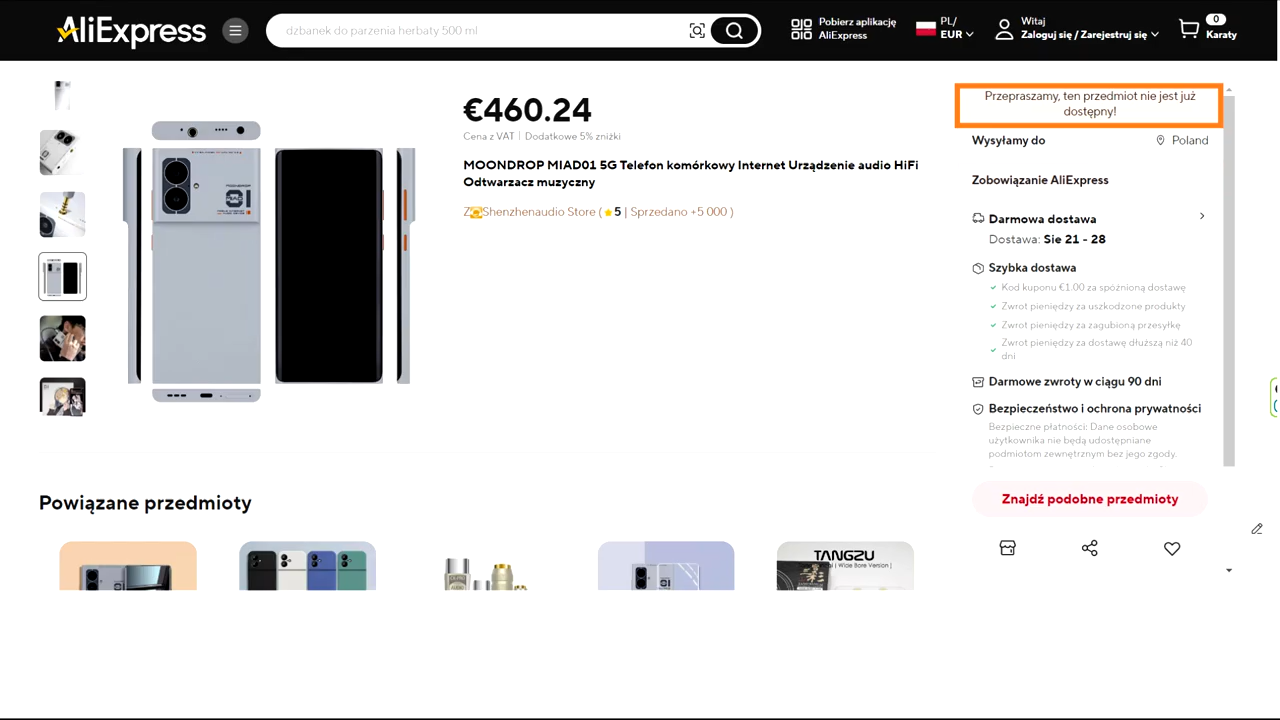 AliExpress
dzbanek do parzenia herbaty 500 ml
Pobierz aplikację
AliExpress
PL/
EUR
Witaj
Zaloguj się / Zarejestruj się
0
Karaty
€460.24
Cena z VAT | Dodatkowe 5% zniżki
MOONDROP MIAD01 5G Telefon komórkowy Internet Urządzenie audio HiFi
Odtwarzacz muzyczny
Shenzhenaudio Store ( 5 | Sprzedano +5 000 )
Przepraszamy, ten przedmiot nie jest już
dostępny!
Wysyłamy do
Poland
Zobowiązanie AliExpress
Darmowa dostawa
Dostawa: Sie 21 - 28
Szybka dostawa
Kod kuponu €1.00 za spóźnioną dostawę
Zwrot pieniędzy za uszkodzone produkty
Zwrot pieniędzy za zagubioną przesyłkę
Zwrot pieniędzy za dostawę dłuższą niż 40
dni
Darmowe zwroty w ciągu 90 dni
Bezpieczeństwo i ochrona prywatności
Bezpieczne płatności: Dane osobowe
użytkownika nie będą udostępniane
podmiotom zewnętrznym bez jego zgody.
Znajdź podobne przedmioty
Powiązane przedmioty
TANGZU
[ Wide Bore Version ]